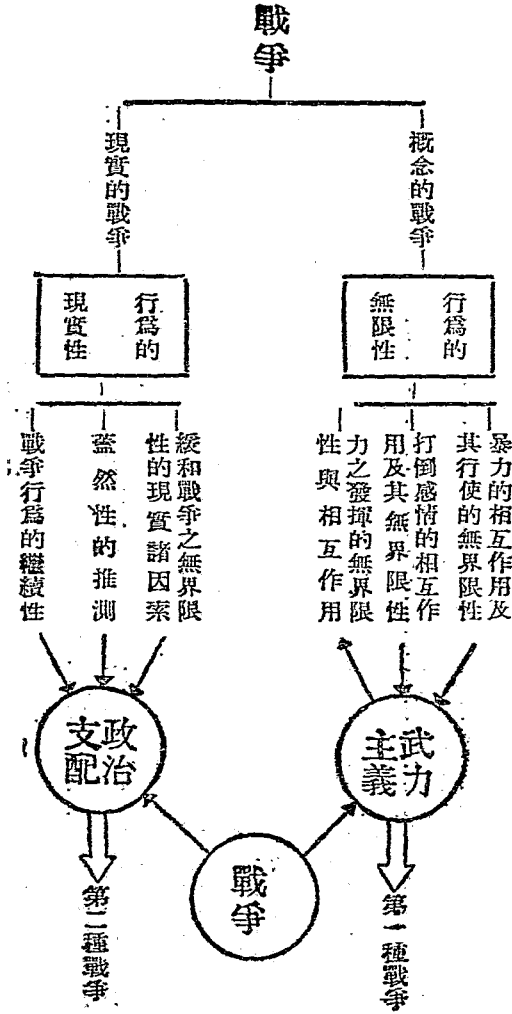 戰爭
概念的戰爭
行爲的
無限性
暴力的相互作用及
其行使的無界限性
打倒感情的相互作
用及其無界限性
力之發揮的無界限
性與相互作用
武力
主義
第一種戰爭
現實的戰爭
行爲的
現實性
緩和戰爭之無界限
性的現實諸因素
蓋然性的推測
戰爭行爲的繼續性
政治
支配
第二種戰爭
戰爭